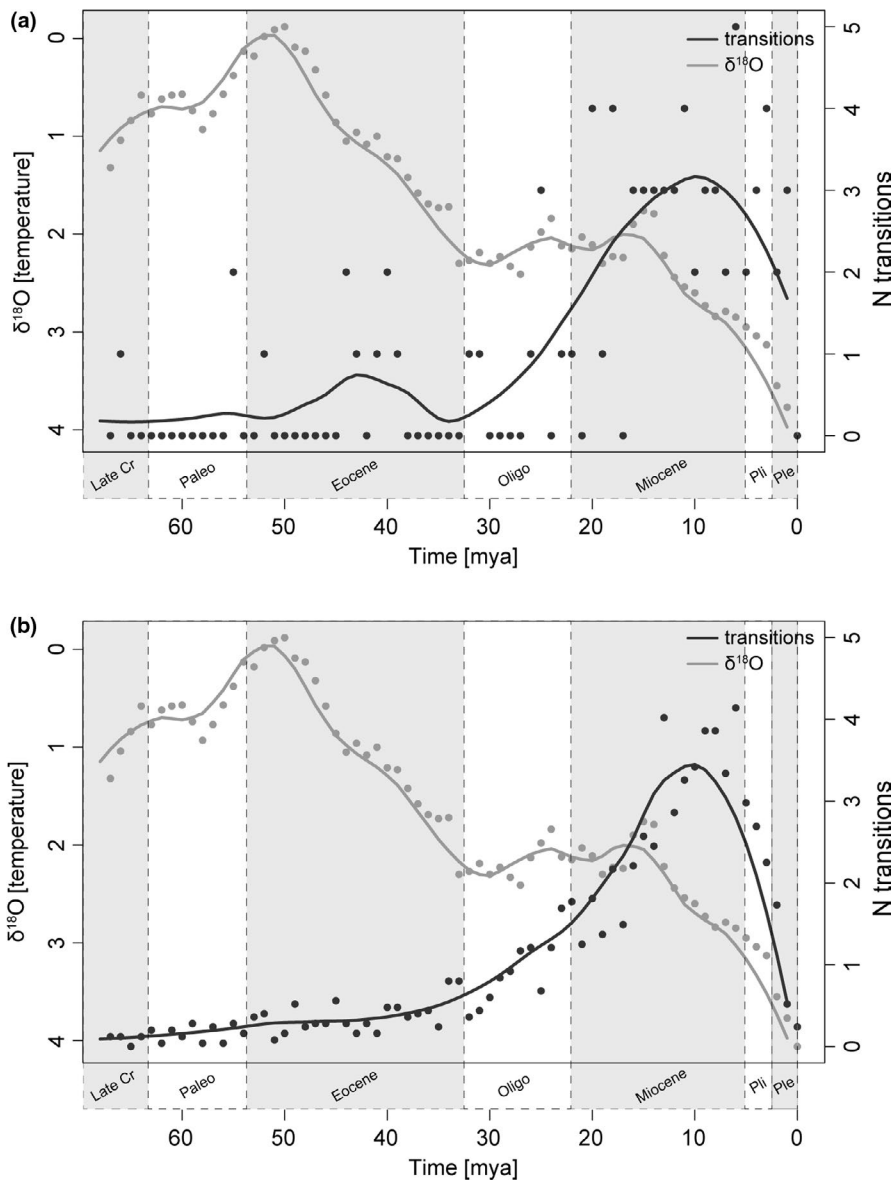 (a)
transitions
δ¹⁸O
0
1
2
3
4
δ¹⁸O [temperature]
5
4
3
2
1
0
N transitions
Late Cr
Paleo
Eocene
Oligo
Miocene
Pli
Ple
60
50
40
30
20
10
0
Time [mya]
(b)
transitions
δ¹⁸O
0
1
2
3
4
δ¹⁸O [temperature]
5
4
3
2
1
0
N transitions
Late Cr
Paleo
Eocene
Oligo
Miocene
Pli
Ple
60
50
40
30
20
10
0
Time [mya]